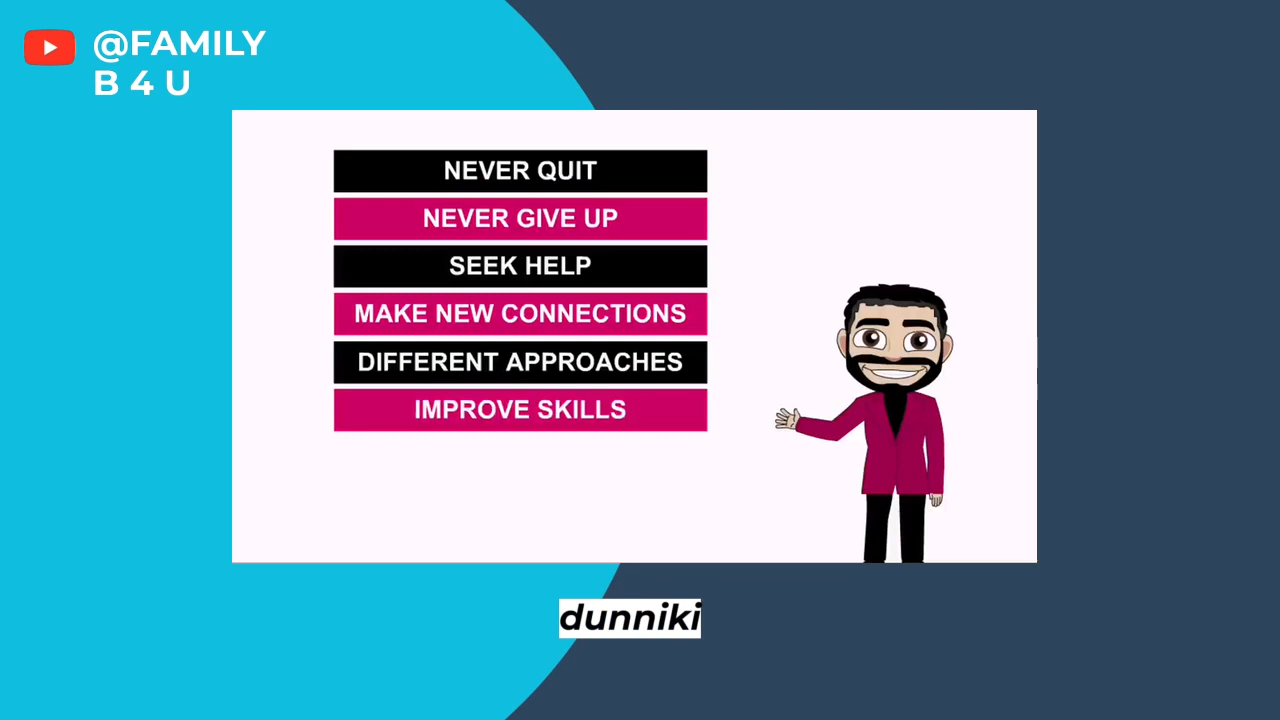 @FAMILY
B 4 U
NEVER QUIT
NEVER GIVE UP
SEEK HELP
MAKE NEW CONNECTIONS
DIFFERENT APPROACHES
IMPROVE SKILLS
dunniki